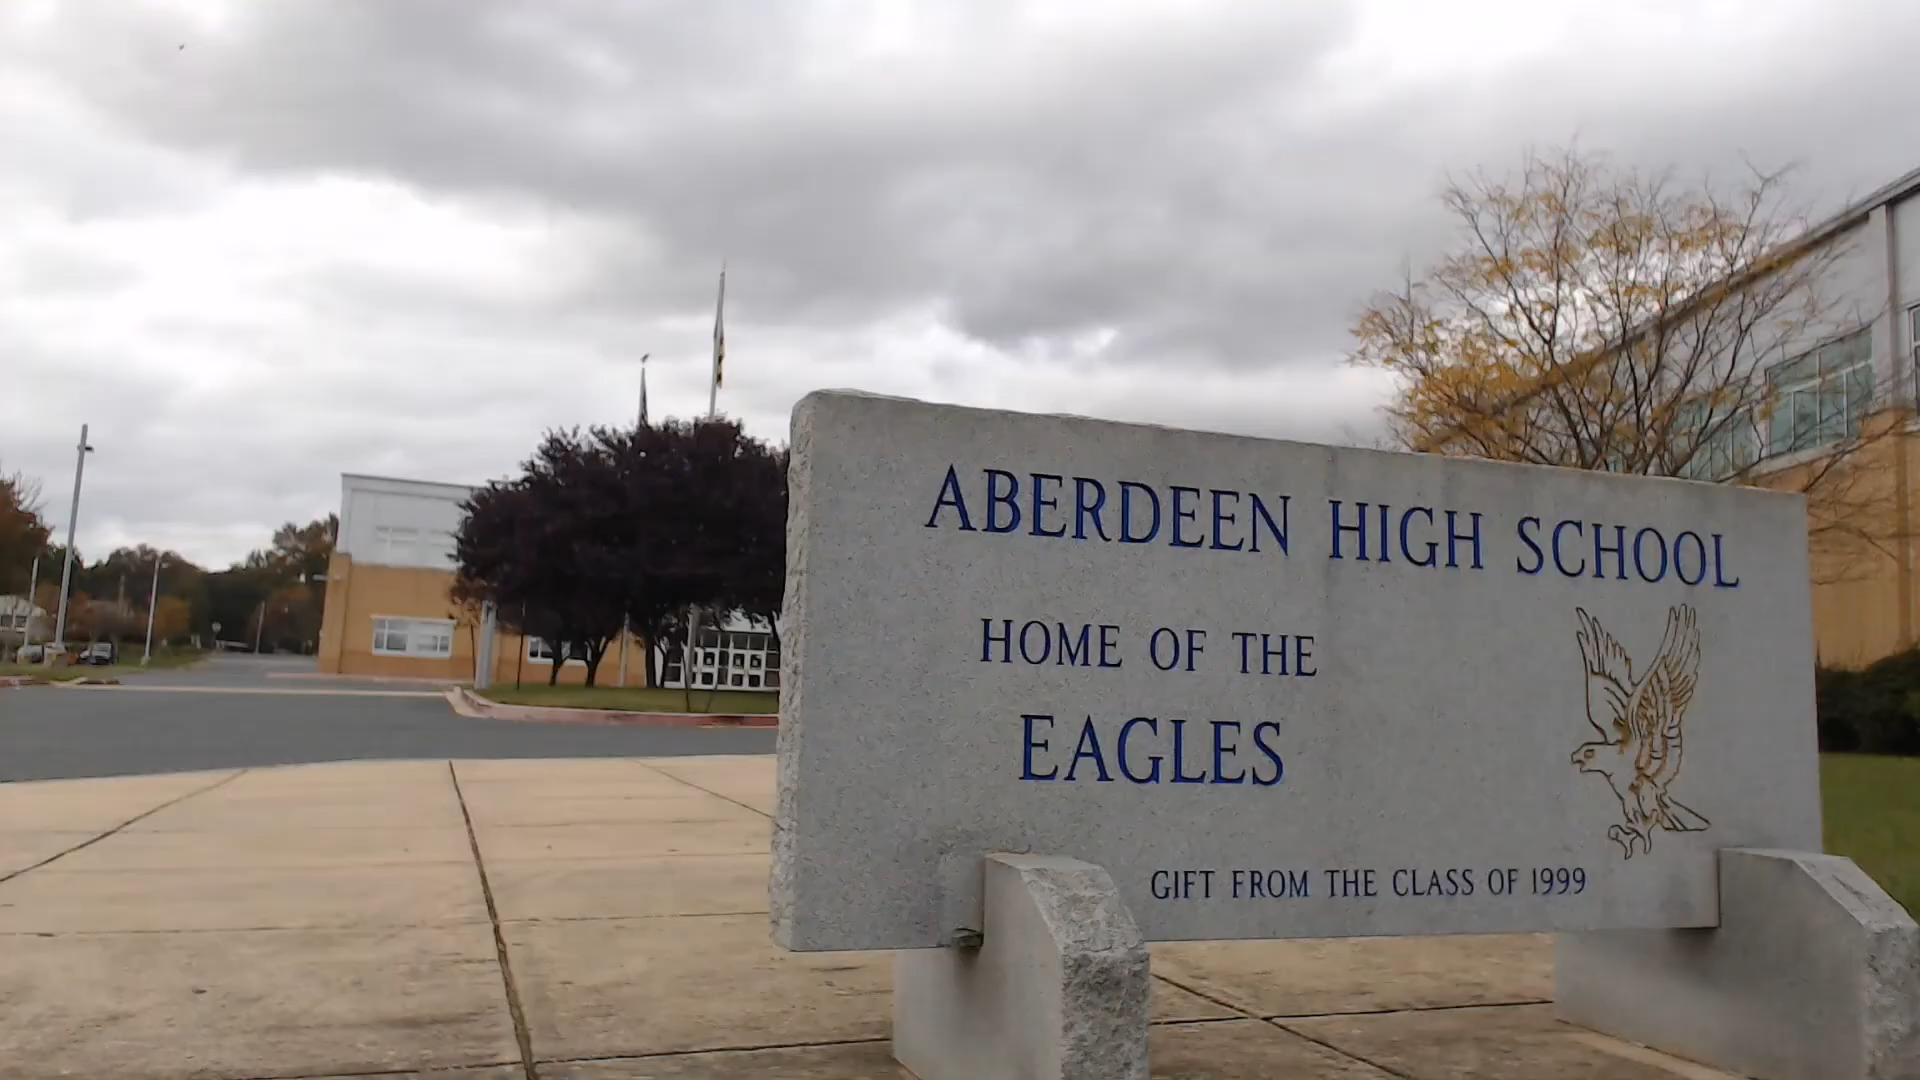 ABERDEEN HIGH SCHOOL
HOME OF THE
EAGLES
GIFT FROM THE CLASS OF 1999